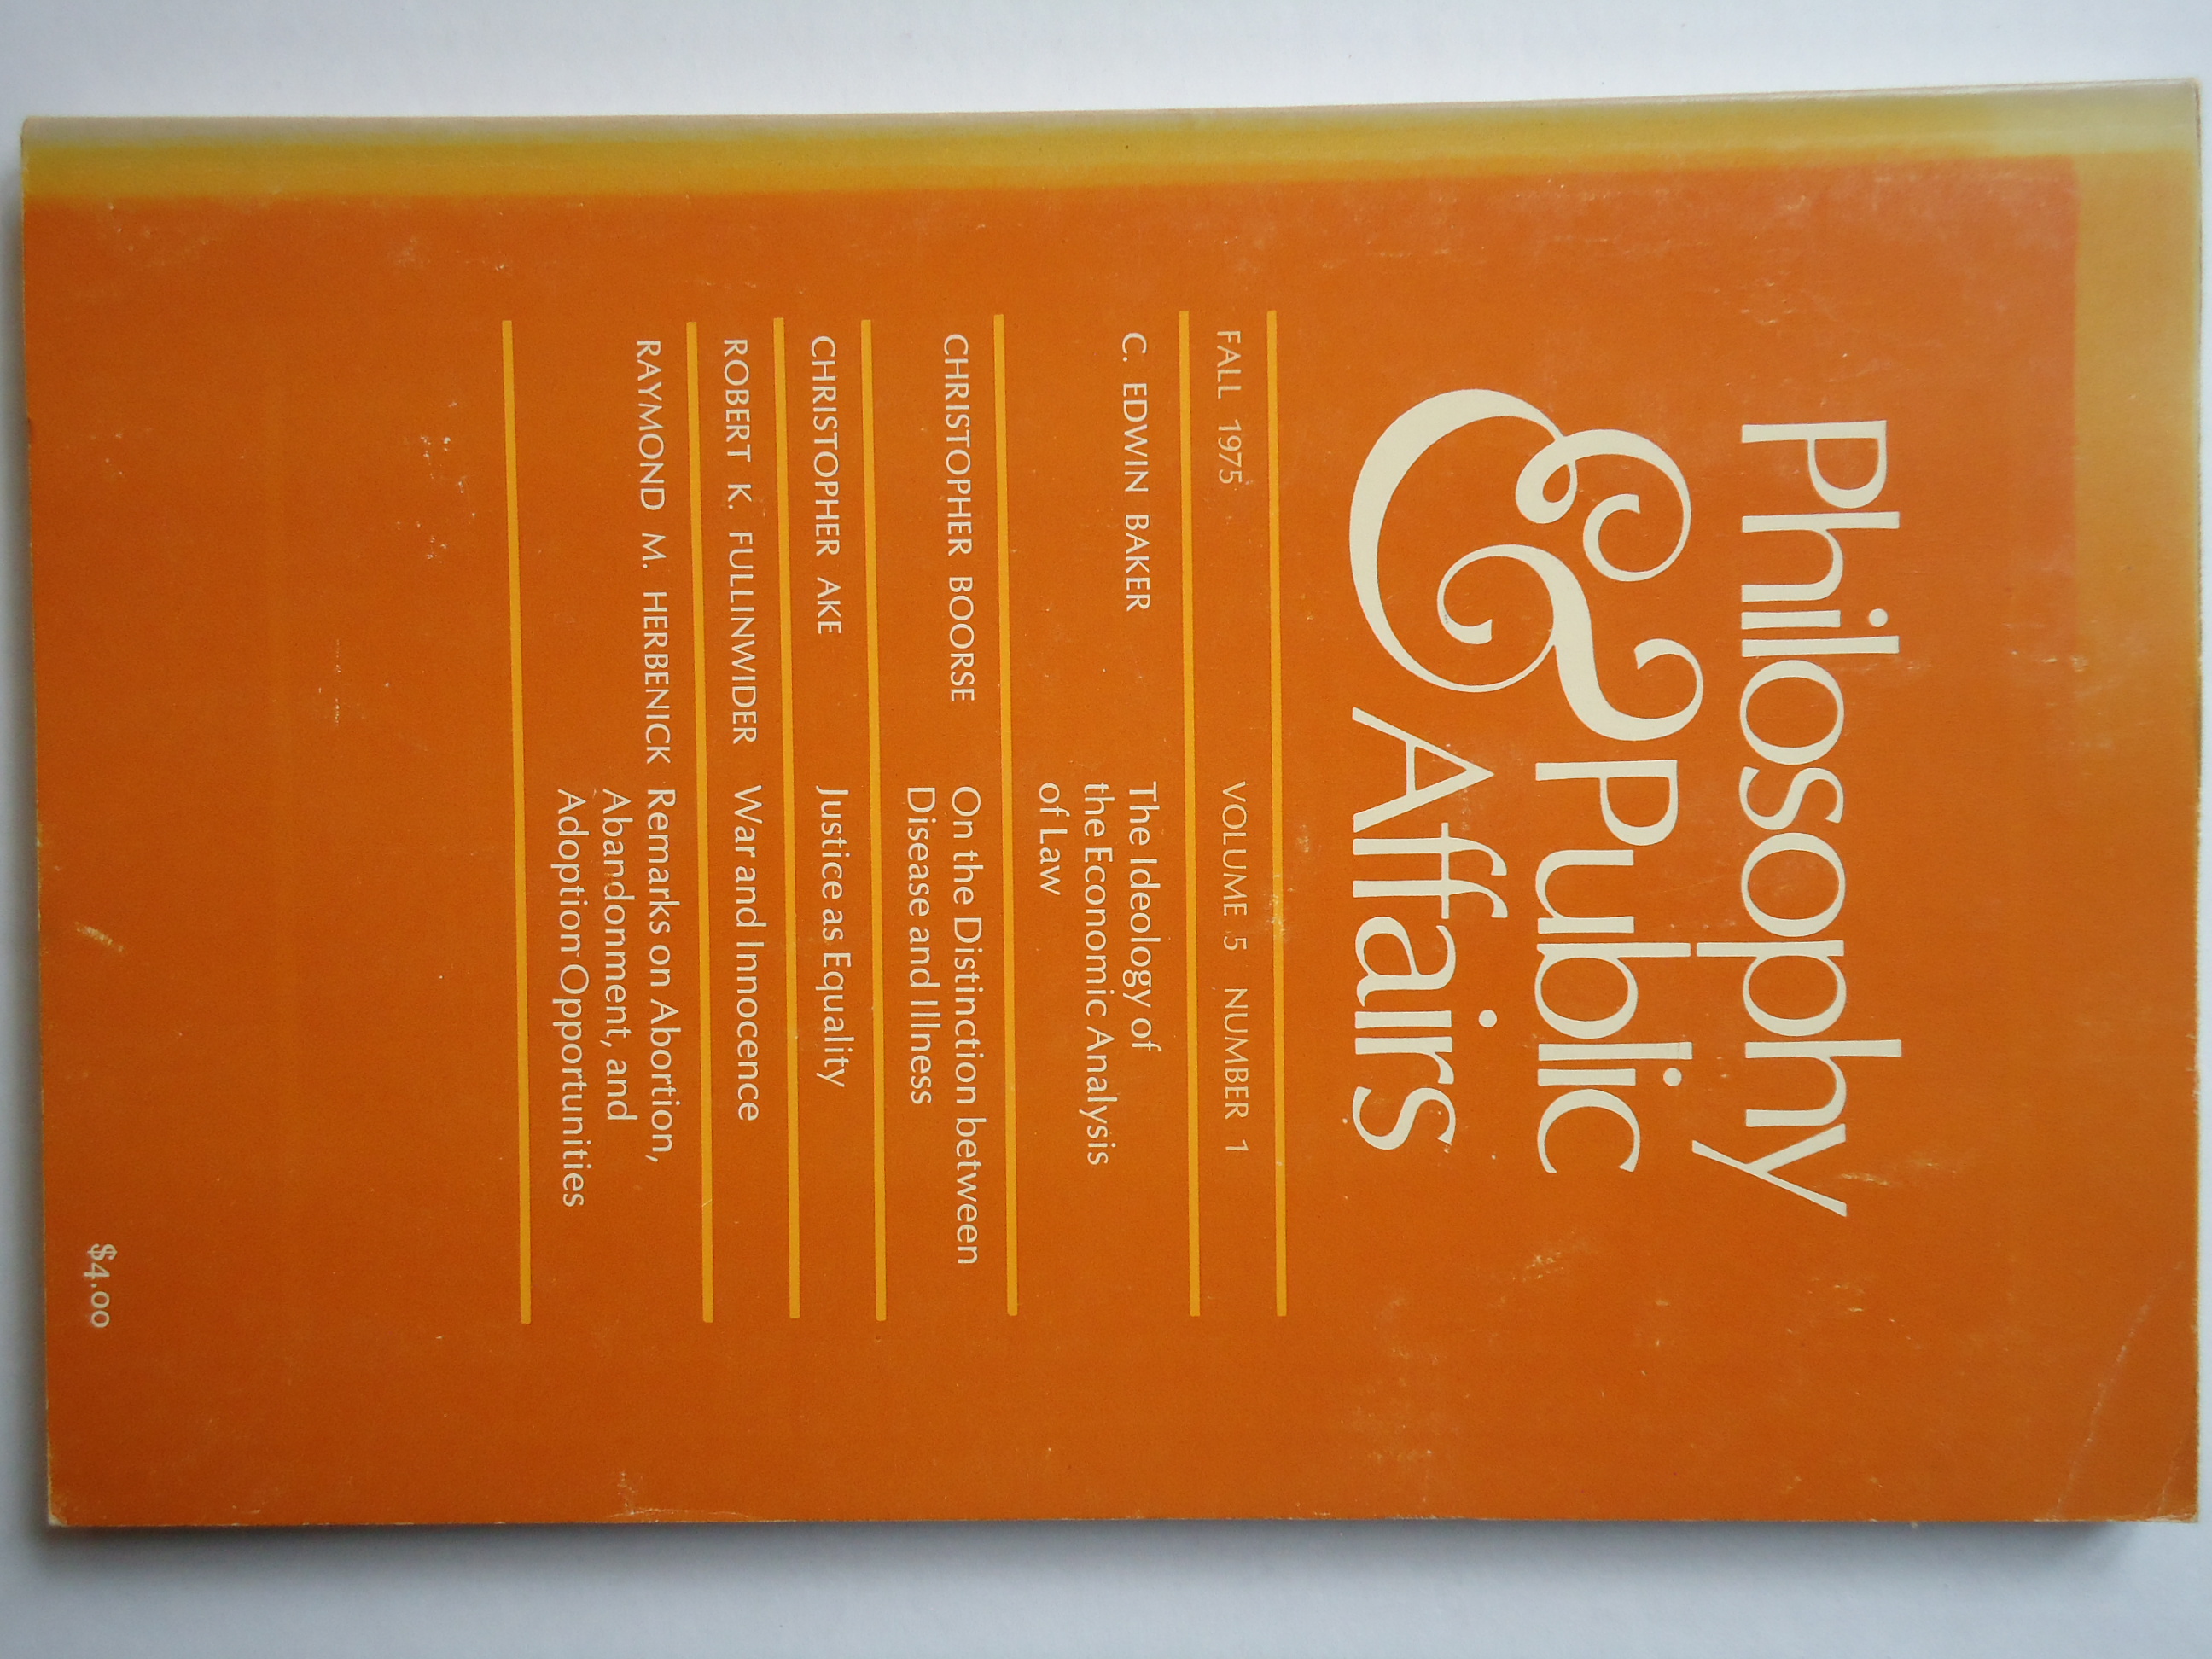 Philosophy
& Public
Affairs
FALL 1975 VOLUME 5 NUMBER 1
C. EDWIN BAKER The Ideology of
the Economic Analysis
of Law
CHRISTOPHER BOORSE On the Distinction between
Disease and Illness
CHRISTOPHER AKE Justice as Equality
ROBERT K. FULLINWIDER War and Innocence
RAYMOND M. HERBENICK Remarks on Abortion,
Abandonment, and
Adoption Opportunities
$4.00